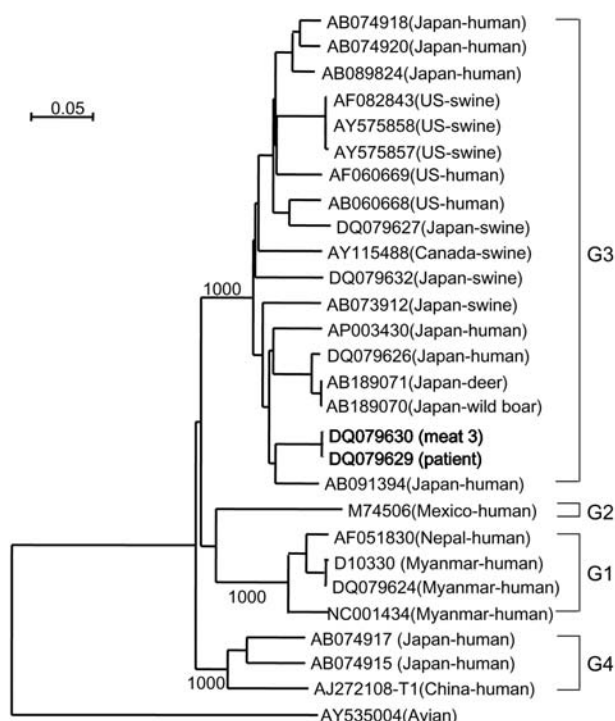 AB074918(Japan-human)
AB074920(Japan-human)
AB089824(Japan-human)
0.05
AF082843(US-swine)
AY575858(US-swine)
AY575857(US-swine)
AF060669(US-human)
AB060668(US-human)
DQ079627(Japan-swine)
G3
AY115488(Canada-swine)
DQ079632(Japan-swine)
1000
AB073912(Japan-swine)
AP003430(Japan-human)
DQ079626(Japan-human)
AB189071(Japan-deer)
AB189070(Japan-wild boar)
DQ079630 (meat 3)
DQ079629 (patient)
AB091394(Japan-human)
M74506(Mexico-human)
G2
AF051830(Nepal-human)
D10330 (Myanmar-human)
G1
DQ079624(Myanmar-human)
1000
NC001434(Myanmar-human)
AB074917 (Japan-human)
AB074915 (Japan-human)
G4
1000
AJ272108-T1(China-human)
AY535004(Avian)